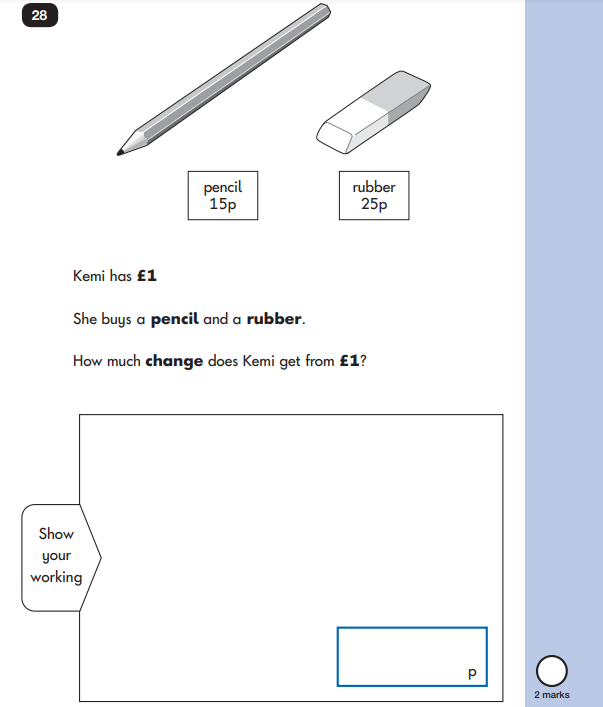 28
pencil
15p
rubber
25p
Kemi has £1
She buys a pencil and a rubber.
How much change does Kemi get from £1?
Show
your
working
p
2 marks